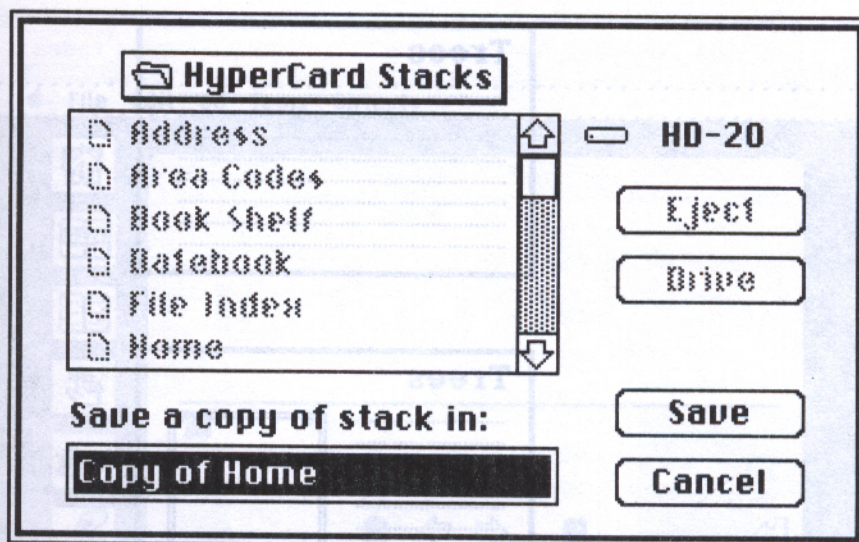 HyperCard Stacks
Address
Area Codes
Book Shelf
Datebook
File Index
Home
HD-20
Eject
Drive
Save a copy of stack in:
Copy of Home
Save
Cancel